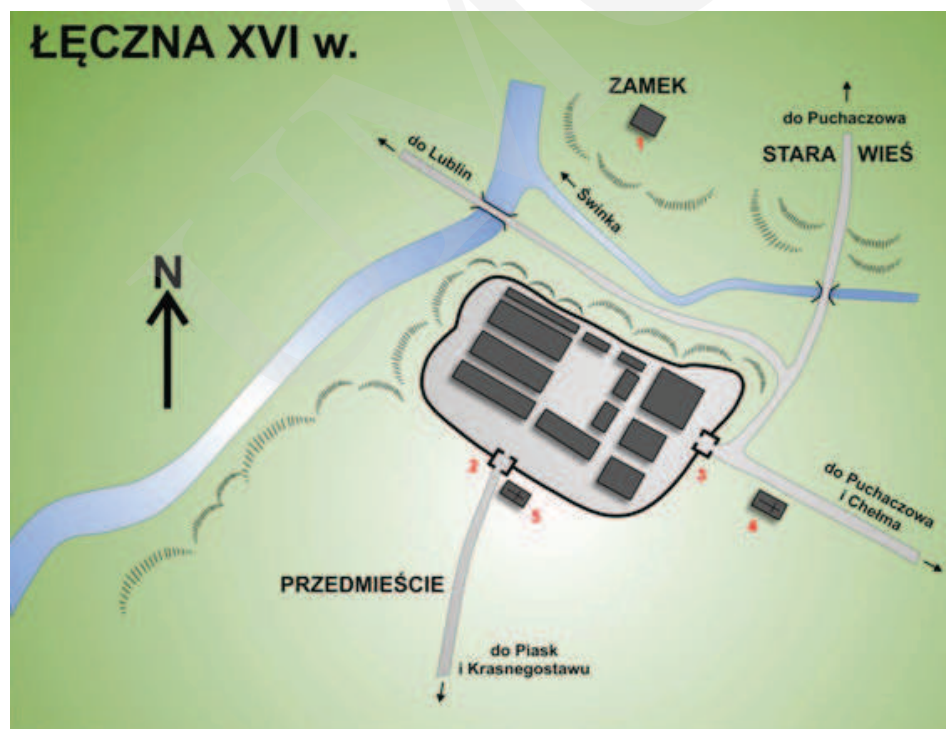 ŁĘCZNA XVI w.
ZAMEK
1
do Puchaczowa
STARA WIEŚ
do Lublin
Świnka
N
2
3
do Puchaczowa
i Chełma
4
5
PRZEDMIEŚCIE
do Piask
i Krasnegostawu